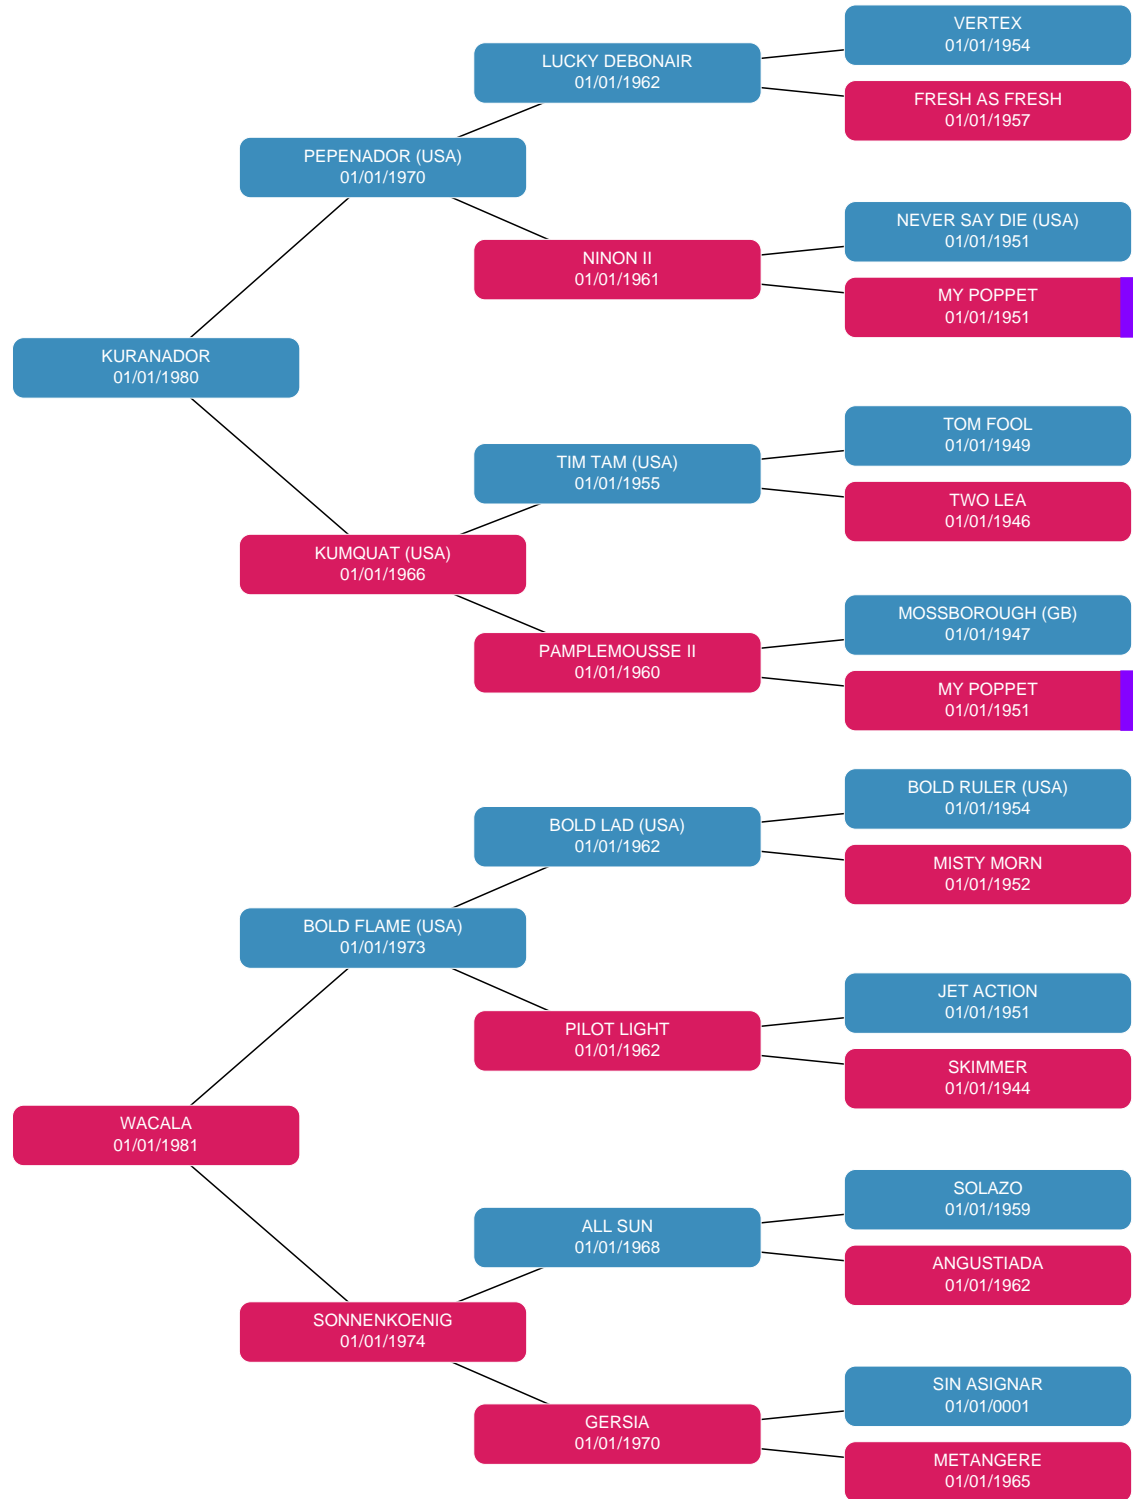 VERTEX
01/01/1954
LUCKY DEBONAIR
01/01/1962
FRESH AS FRESH
01/01/1957
PEPENADOR (USA)
01/01/1970
NEVER SAY DIE (USA)
01/01/1951
NINON II
01/01/1961
MY POPPET
01/01/1951
KURANADOR
01/01/1980
TOM FOOL
01/01/1949
TIM TAM (USA)
01/01/1955
TWO LEA
01/01/1946
KUMQUAT (USA)
01/01/1966
MOSSBOROUGH (GB)
01/01/1947
PAMPLEMOUSSE II
01/01/1960
MY POPPET
01/01/1951
BOLD RULER (USA)
01/01/1954
BOLD LAD (USA)
01/01/1962
MISTY MORN
01/01/1952
BOLD FLAME (USA)
01/01/1973
JET ACTION
01/01/1951
PILOT LIGHT
01/01/1962
SKIMMER
01/01/1944
WACALA
01/01/1981
SOLAZO
01/01/1959
ALL SUN
01/01/1968
ANGUSTIADA
01/01/1962
SONNENKOENIG
01/01/1974
SIN ASIGNAR
01/01/0001
GERSIA
01/01/1970
METANGERE
01/01/1965